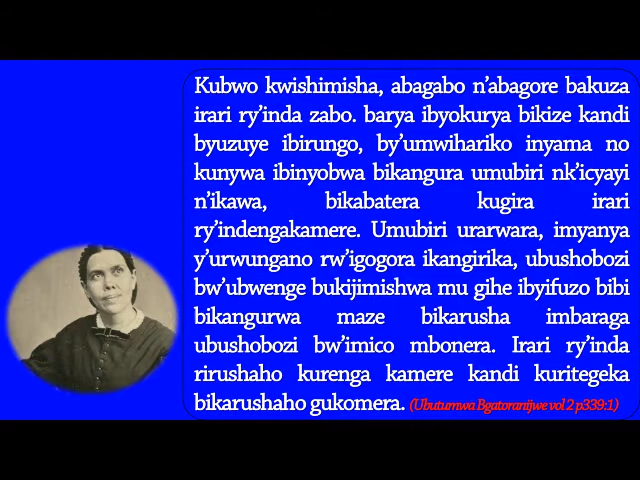 Kubwo kwishimisha, abagabo n'abagore bakuza
irari ry'inda zabo. barya ibyokurya bikize kandi
byuzuye ibirungo, by'umwihariko inyama no
kunywa ibinyobwa bikangura umubiri nk'icyayi
n'ikawa, bikabatera kugira irari
ry'indengakamere. Umubiri urarwara, imyanya
y'urwungano rw'igogora ikangirika, ubushobozi
bw'ubwenge bukijimishwa mu gihe ibyifuzo bibi
bikangurwa maze bikarusha imbaraga
ubushobozi bw'imico mbonera. Irari ry'inda
rirushaho kurenga kamere kandi kuritegeka
bikarushaho gukomera. (Ubutumwa Bgatoranijwe vol 2 p339:1)